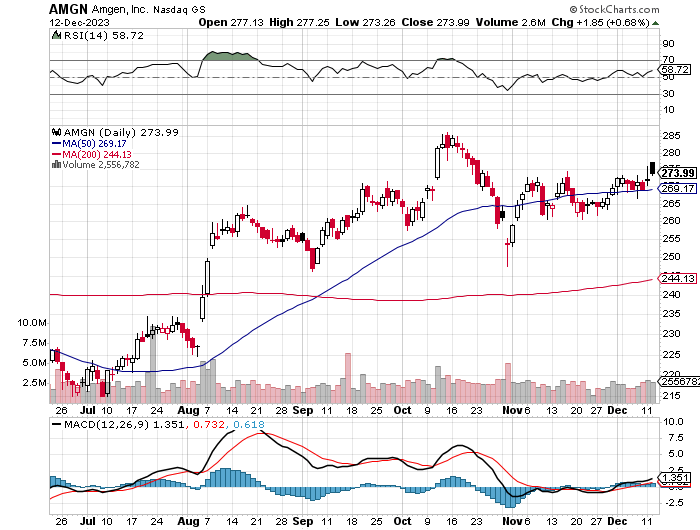 AMGN Amgen, Inc. Nasdaq GS © StockCharts.com
12-Dec-2023 Open 277.13 High 277.25 Low 273.26 Close 273.99 Volume 2.6M Chg +1.85 (+0.68%)
RSI(14) 58.72
90
70
58.72
50
30
10
AMGN (Daily) 273.99
MA(50) 269.17
MA(200) 244.13
Volume 2,556,782
285
280
275
273.99
269.17
265
260
255
250
244.13
240
235
230
225
220
2556782
215
10.0M
7.5M
5.0M
2.5M
26 Jul 10 17 24 Aug 7 14 21 28 Sep 11 18 25 Oct 9 16 23 Nov 6 13 20 27 Dec 11
MACD(12,26,9) 1.351, 0.732, 0.618
10.0
7.5
5.0
2.5
1.351
-2.5
26 Jul 10 17 24 Aug 7 14 21 28 Sep 11 18 25 Oct 9 16 23 Nov 6 13 20 27 Dec 11